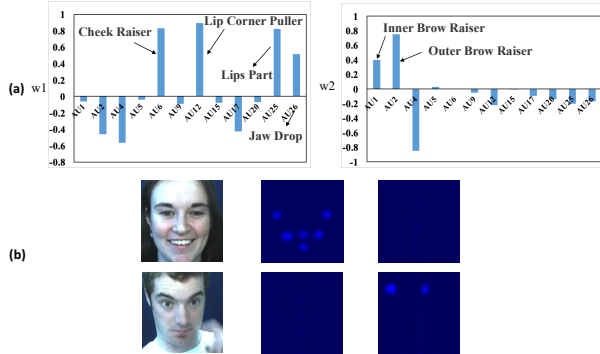 (a)
w1
1
0.8
0.6
0.4
0.2
0
-0.2
-0.4
-0.6
-0.8
Cheek Raiser
Lip Corner Puller
Lips Part
Jaw Drop
AU1 AU2 AU4 AU5 AU6 AU9 AU12 AU15 AU17 AU20 AU25 AU26
w2
1
0.8
0.6
0.4
0.2
0
-0.2
-0.4
-0.6
-0.8
-1
Inner Brow Raiser
Outer Brow Raiser
AU1 AU2 AU4 AU5 AU6 AU9 AU12 AU15 AU17 AU20 AU25 AU26
(b)